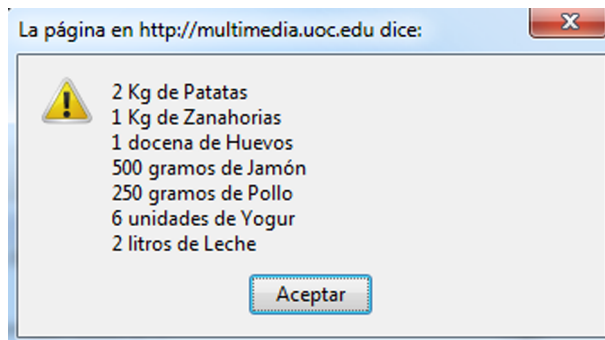 La página en http://multimedia.uoc.edu dice:
2 Kg de Patatas
1 Kg de Zanahorias
1 docena de Huevos
500 gramos de Jamón
250 gramos de Pollo
6 unidades de Yogur
2 litros de Leche
Aceptar